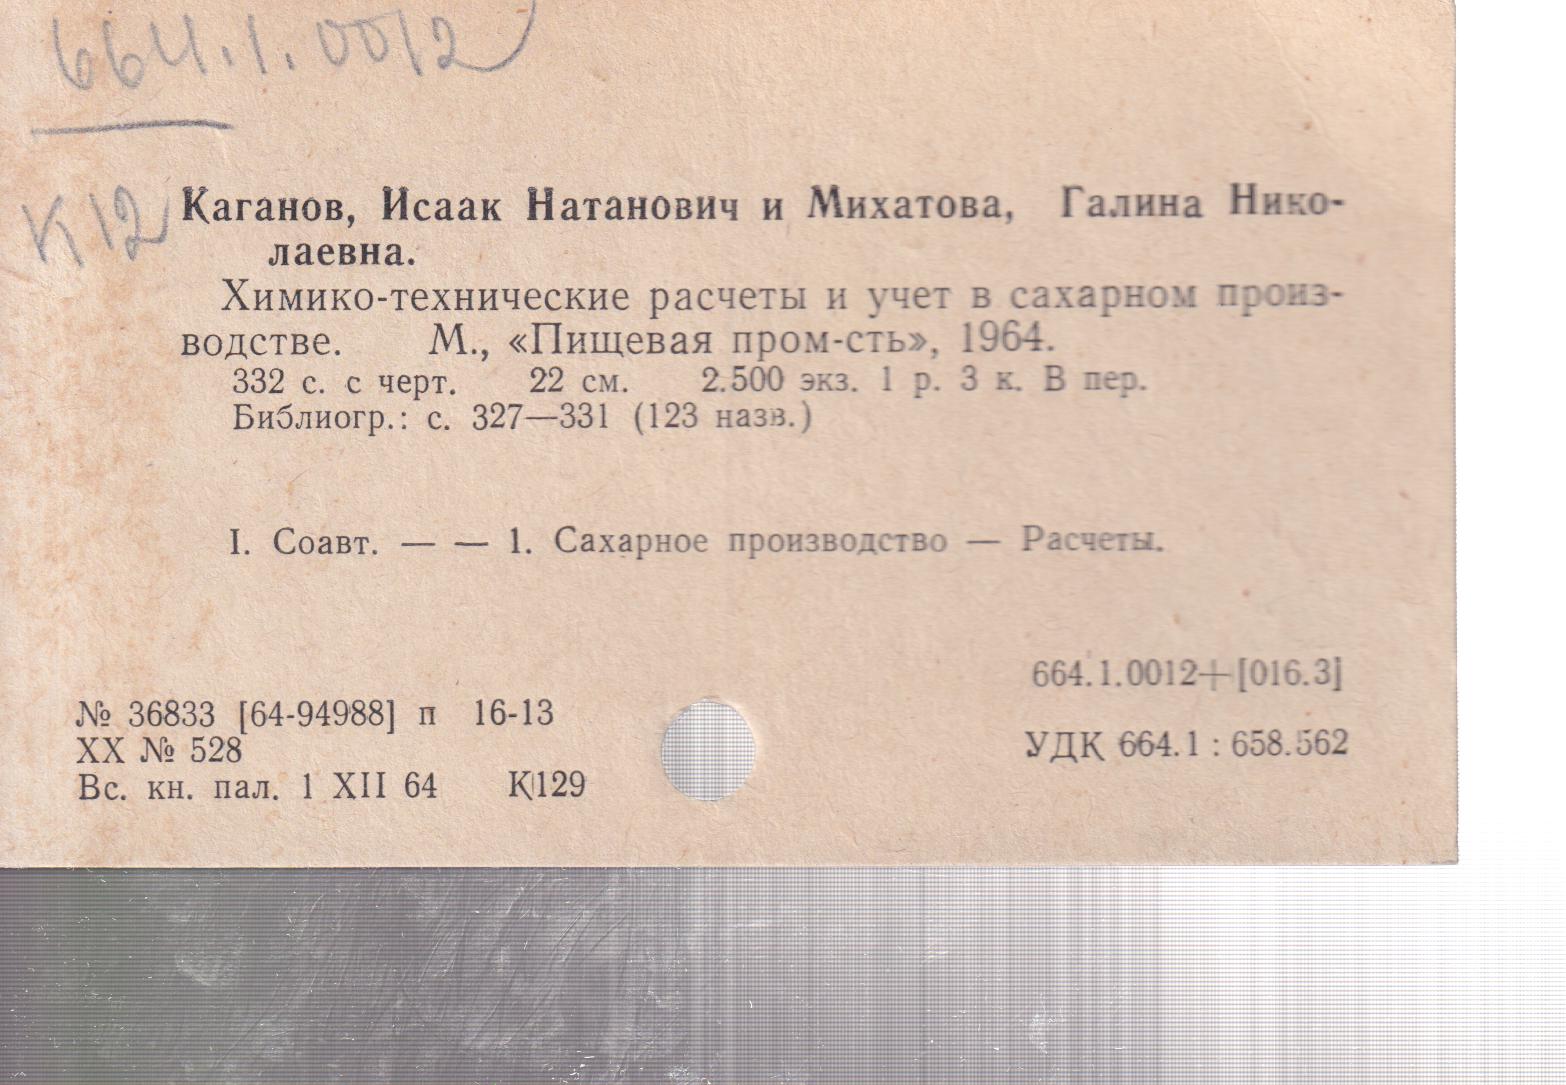 664.1.0012
К12
Каганов, Исаак Натанович и Михатова, Галина Нико-
лаевна.
Химико-технические расчеты и учет в сахарном произ-
водстве. М., «Пищевая пром-сть», 1964.
332 с. с черт. 22 см. 2.500 экз. 1 р. 3 к. В пер.
Библиогр.: с. 327—331 (123 назв.)
I. Соавт. — — 1. Сахарное производство — Расчеты.
664.1.0012+[016.3]
№ 36833 [64-94988] п 16-13
XX № 528
УДК 664.1 : 658.562
Вс. кн. пал. 1 XII 64 К129